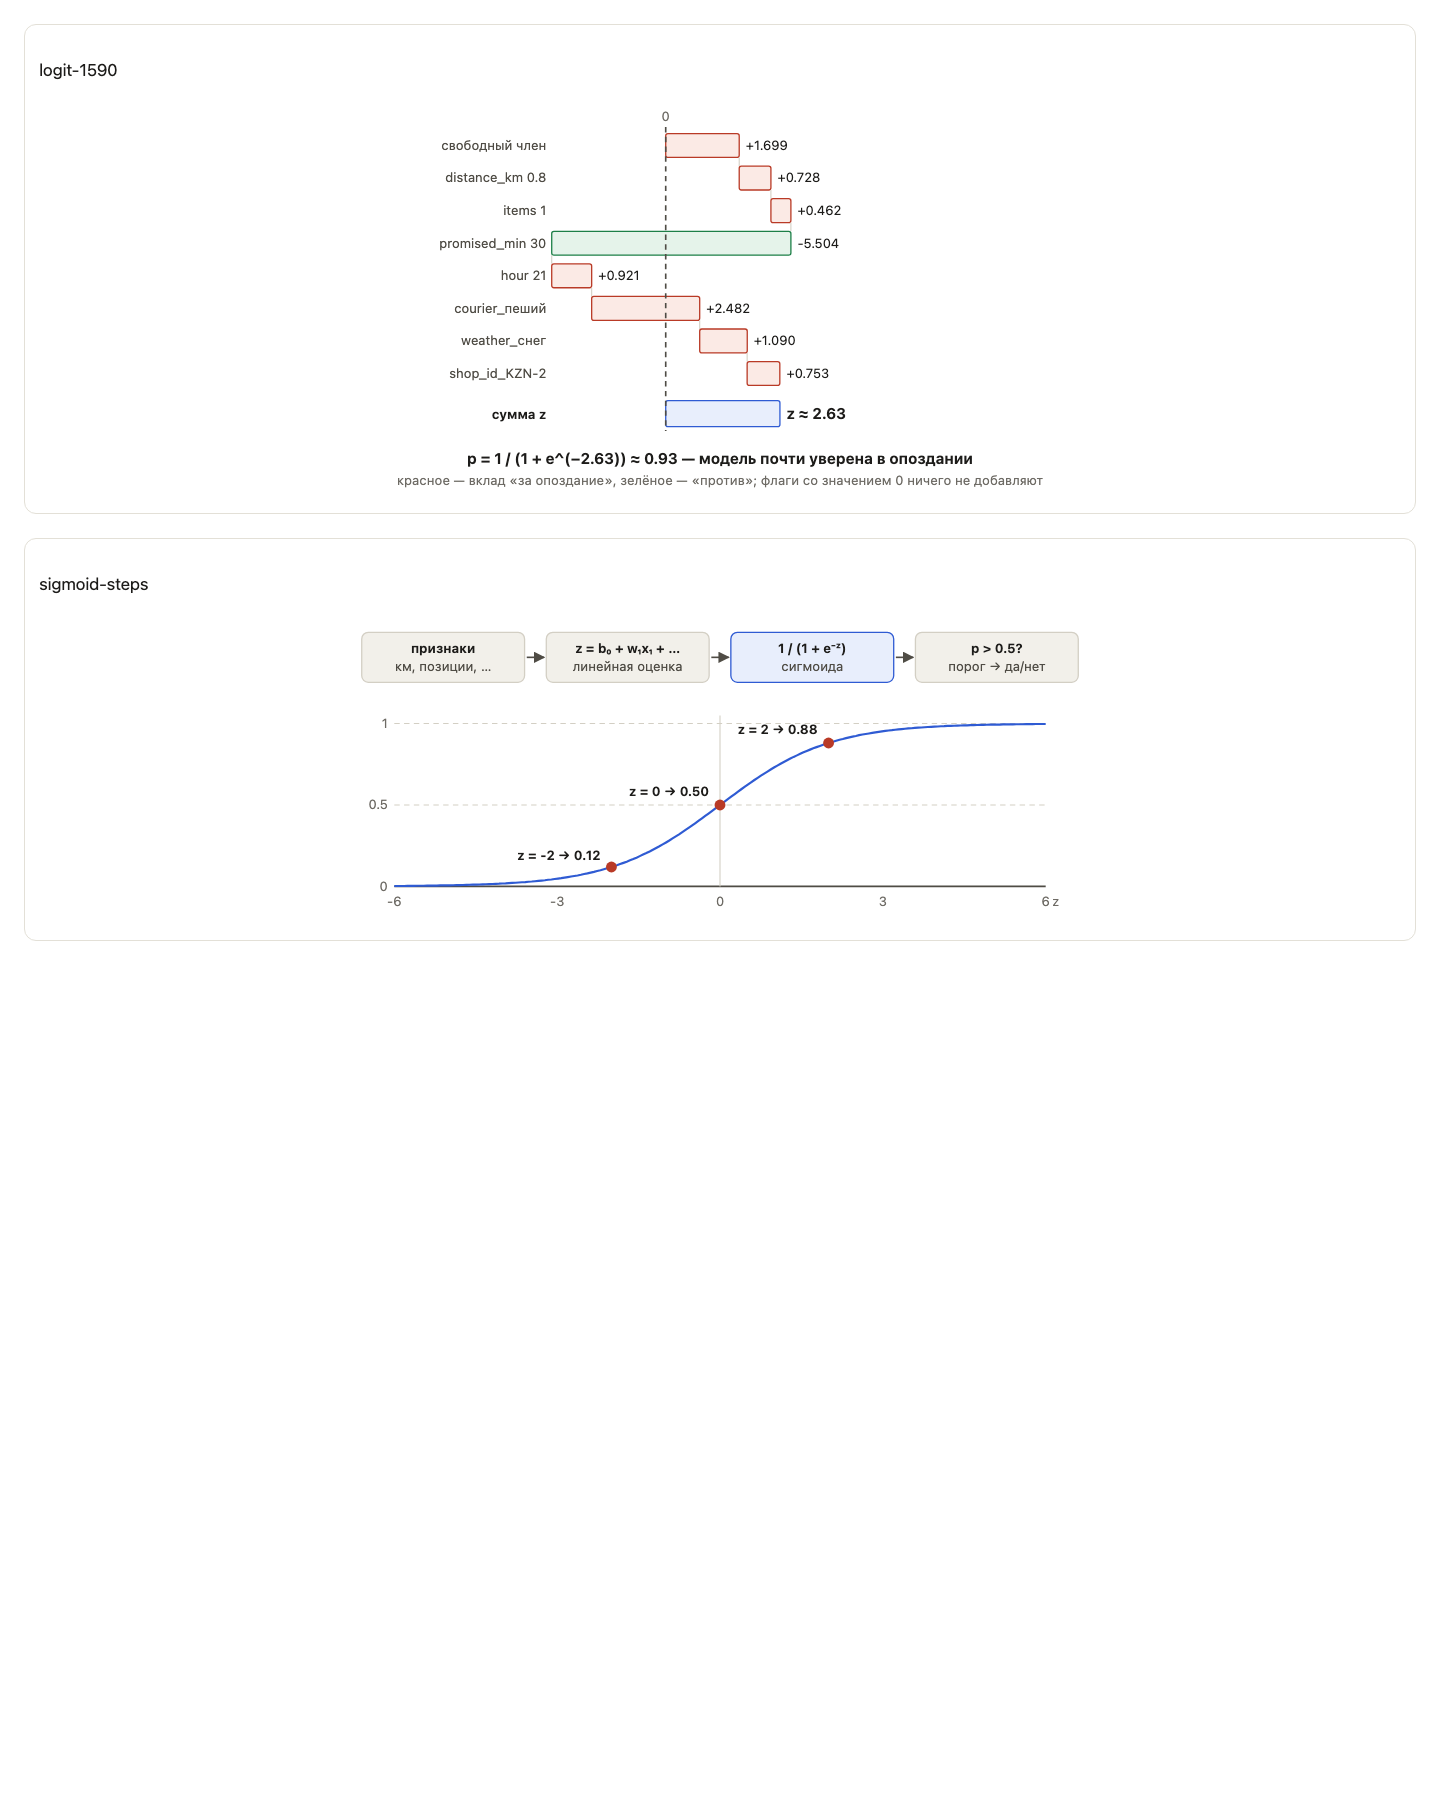 logit-1590
0
свободный член +1.699
distance_km 0.8 +0.728
items 1 +0.462
promised_min 30 -5.504
hour 21 +0.921
courier_пеший +2.482
weather_снег +1.090
shop_id_KZN-2 +0.753
сумма z z ≈ 2.63
p = 1 / (1 + e^(−2.63)) ≈ 0.93 — модель почти уверена в опоздании
красное — вклад «за опоздание», зелёное — «против»; флаги со значением 0 ничего не добавляют
sigmoid-steps
признаки
км, позиции, ...
z = b₀ + w₁x₁ + ...
линейная оценка
1 / (1 + e⁻ᶻ)
сигмоида
p > 0.5?
порог → да/нет
1
z = 2 → 0.88
z = 0 → 0.50
0.5
z = -2 → 0.12
0
-6 -3 0 3 6 z